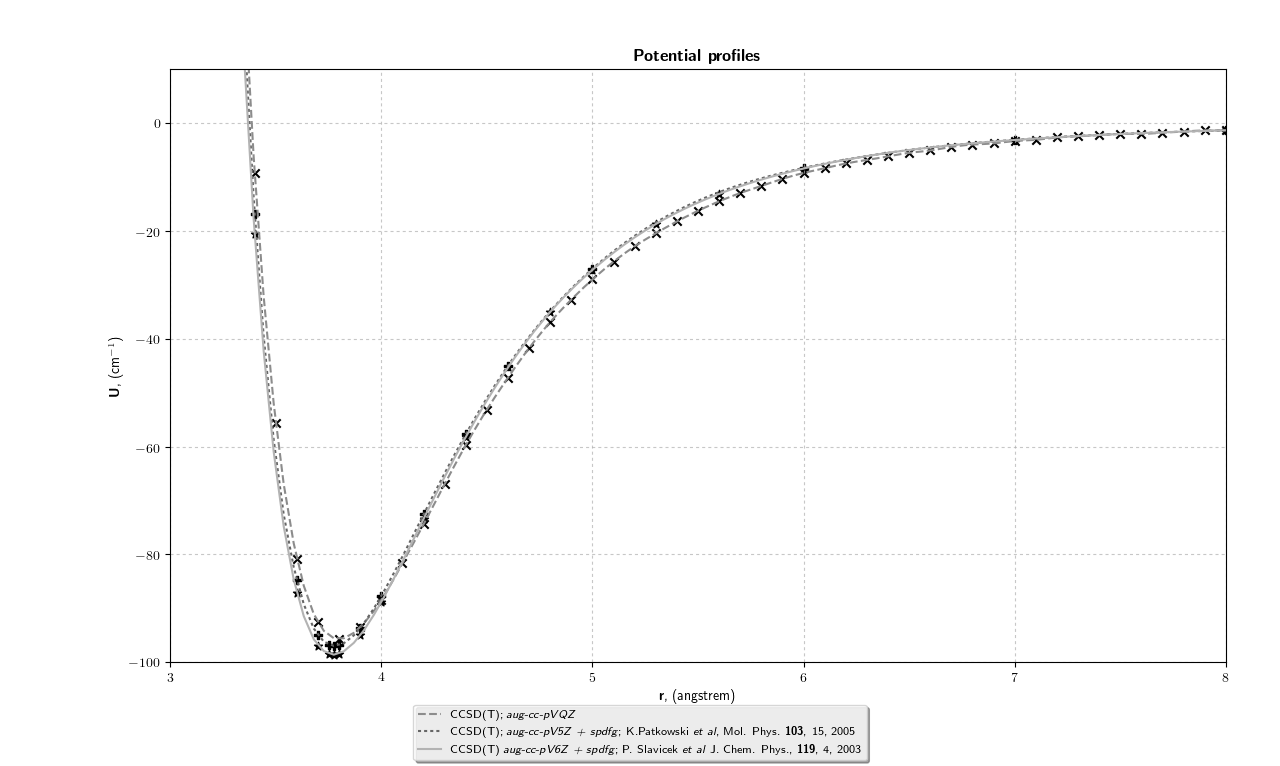 Potential profiles
0
−20
−40
−60
−80
−100
U, (cm⁻¹)
3 4 5 6 7 8
r, (angstrem)
CCSD(T); aug-cc-pVQZ
CCSD(T); aug-cc-pV5Z + spdfg; K.Patkowski et al, Mol. Phys. 103, 15, 2005
CCSD(T) aug-cc-pV6Z + spdfg; P. Slavicek et al J. Chem. Phys., 119, 4, 2003